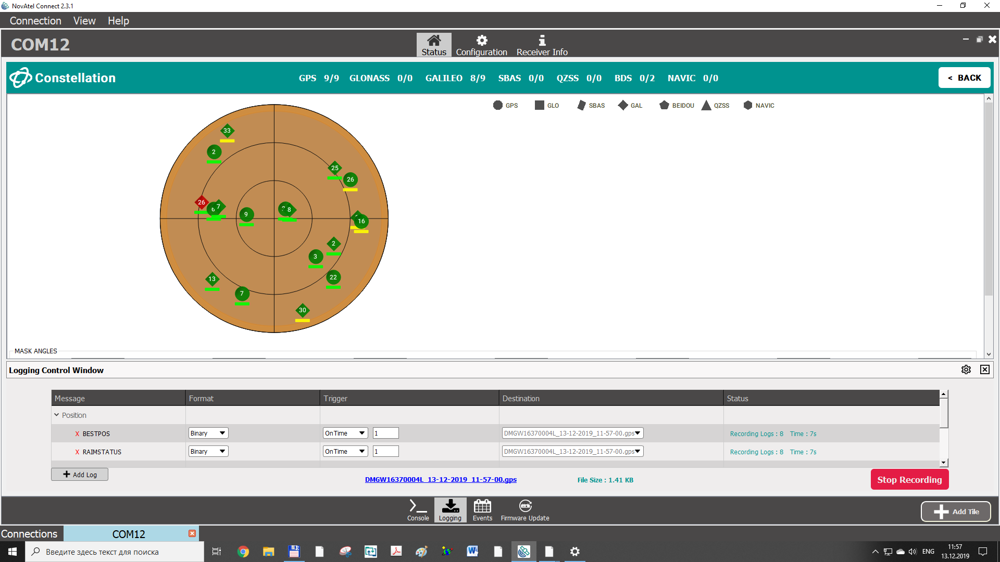 NovAtel Connect 2.3.1
Connection View Help
COM12
Status Configuration Receiver Info
Constellation
GPS 9/9 GLONASS 0/0 GALILEO 8/9 SBAS 0/0 QZSS 0/0 BDS 0/2 NAVIC 0/0
< BACK
GPS GLO SBAS GAL BEIDOU QZSS NAVIC
33
2
25
26
26
6
7
9
8
16
2
3
13
22
7
30
MASK ANGLES
Logging Control Window
Message Format Trigger Destination Status
Position
X BESTPOS Binary OnTime 1 DMGW16370004L_13-12-2019_11-57-00.gps Recording Logs : 8 Time : 7s
X RAIMSTATUS Binary OnTime 1 DMGW16370004L_13-12-2019_11-57-00.gps Recording Logs : 8 Time : 7s
Add Log
DMGW16370004L_13-12-2019_11-57-00.gps
File Size : 1.41 KB
Stop Recording
Console Logging Events Firmware Update
Add Tile
Connections COM12
Введите здесь текст для поиска
ENG
11:57
13.12.2019